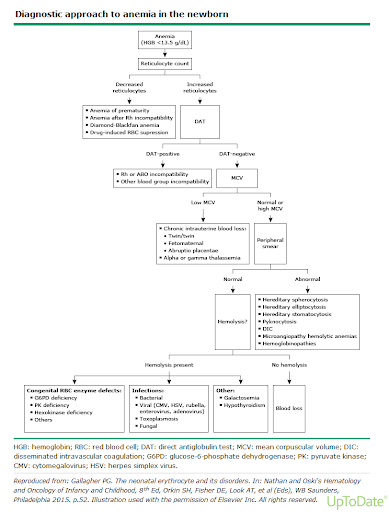 Diagnostic approach to anemia in the newborn
Anemia
(HGB <13.5 g/dL)
Reticulocyte count
Decreased
reticulocytes
Increased
reticulocytes
• Anemia of prematurity
• Anemia after Rh incompatibility
• Diamond-Blackfan anemia
• Drug-induced RBC supression
DAT
DAT-positive
DAT-negative
• Rh or ABO incompatibility
• Other blood group incompatibility
MCV
Low MCV
Normal or
high MCV
• Chronic intrauterine blood loss:
• Twin/twin
• Fetomaternal
• Abruptio placentae
• Alpha or gamma thalassemia
Peripheral
smear
Normal
Abnormal
Hemolysis?
• Hereditary spherocytosis
• Hereditary elliptocytosis
• Hereditary stomatocytosis
• Pyknocytosis
• DIC
• Microangiopathy hemolytic anemias
• Hemoglobinopathies
Hemolysis present
No hemolysis
Congenital RBC enzyme defects:
• G6PD deficiency
• PK deficiency
• Hexokinase deficiency
• Others
Infections:
• Bacterial
• Viral (CMV, HSV, rubella,
enterovirus, adenovirus)
• Toxoplasmosis
• Fungal
Other:
• Galactosemia
• Hypothyroidism
Blood loss
HGB: hemoglobin; RBC: red blood cell; DAT: direct antiglobulin test; MCV: mean corpuscular volume; DIC:
disseminated intravascular coagulation; G6PD: glucose-6-phosphate dehydrogenase; PK: pyruvate kinase;
CMV: cytomegalovirus; HSV: herpes simplex virus.
Reproduced from: Gallagher PG. The neonatal erythrocyte and its disorders. In: Nathan and Oski's Hematology
and Oncology of Infancy and Childhood, 8th Ed, Orkin SH, Fisher DE, Look AT, et al (Eds), WB Saunders,
Philadelphia 2015. p.52. Illustration used with the permission of Elsevier Inc. All rights reserved.
UpToDate®